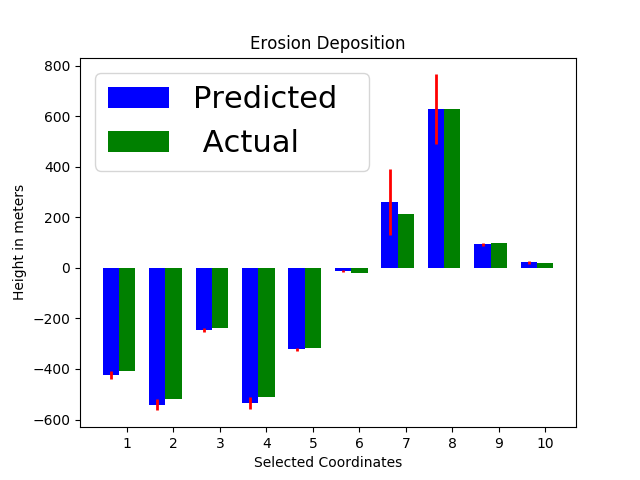 Erosion Deposition
800
600
400
200
0
−200
−400
−600
Height in meters
Predicted
Actual
1 2 3 4 5 6 7 8 9 10
Selected Coordinates